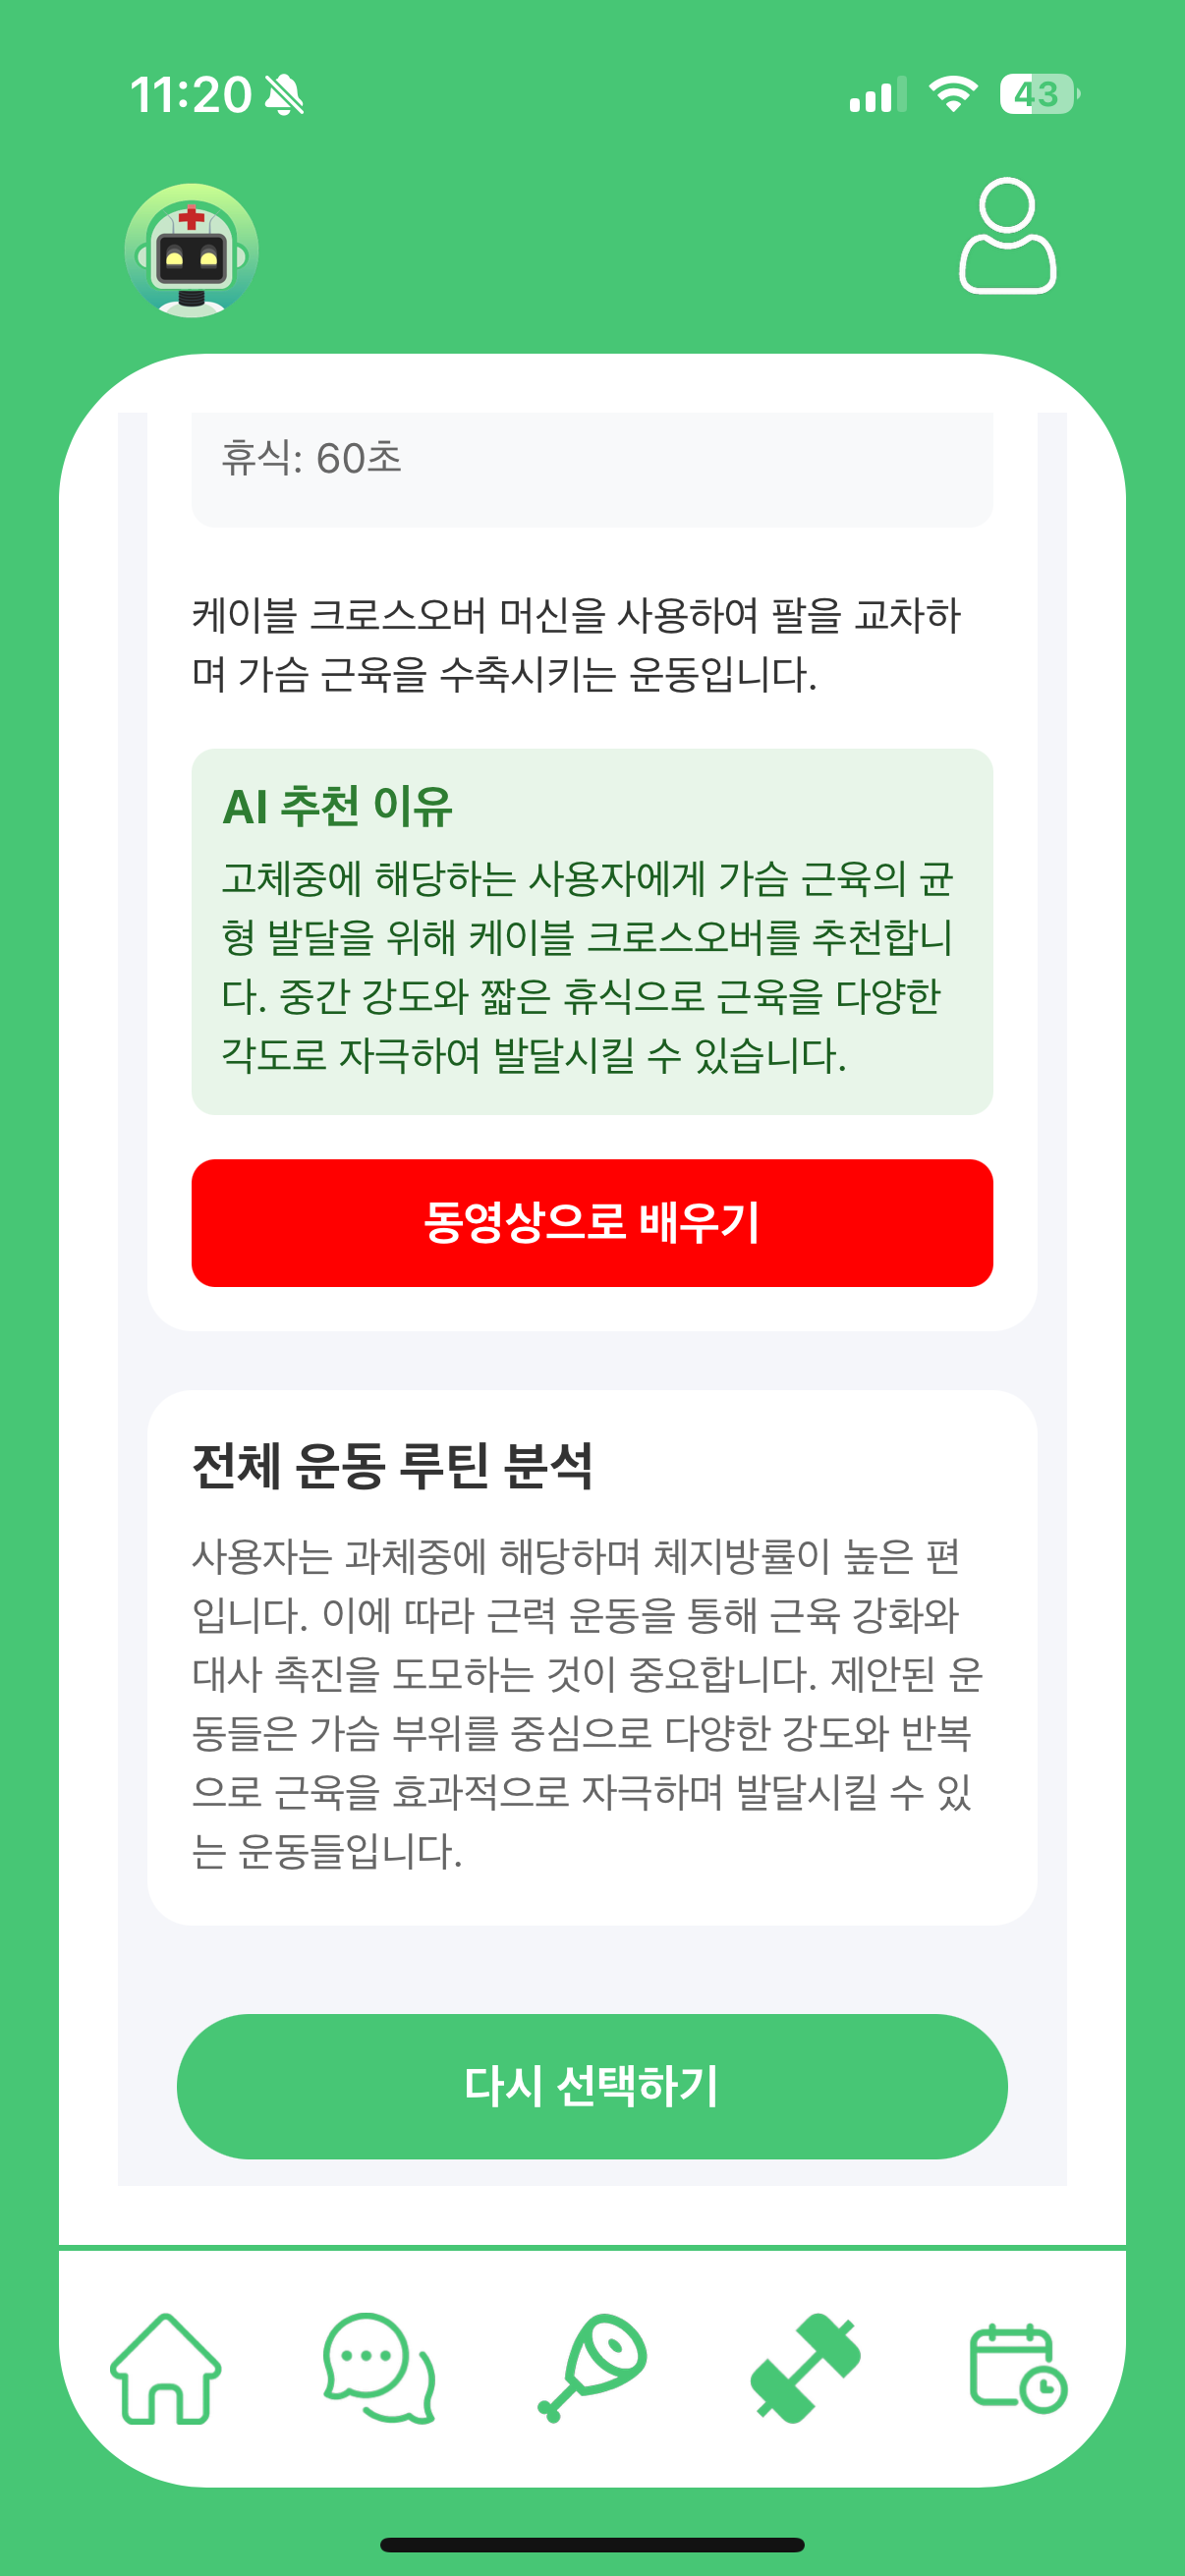 11:20
43
휴식: 60초
케이블 크로스오버 머신을 사용하여 팔을 교차하
며 가슴 근육을 수축시키는 운동입니다.
AI 추천 이유
고체중에 해당하는 사용자에게 가슴 근육의 균
형 발달을 위해 케이블 크로스오버를 추천합니
다. 중간 강도와 짧은 휴식으로 근육을 다양한
각도로 자극하여 발달시킬 수 있습니다.
동영상으로 배우기
전체 운동 루틴 분석
사용자는 과체중에 해당하며 체지방률이 높은 편
입니다. 이에 따라 근력 운동을 통해 근육 강화와
대사 촉진을 도모하는 것이 중요합니다. 제안된 운
동들은 가슴 부위를 중심으로 다양한 강도와 반복
으로 근육을 효과적으로 자극하며 발달시킬 수 있
는 운동들입니다.
다시 선택하기